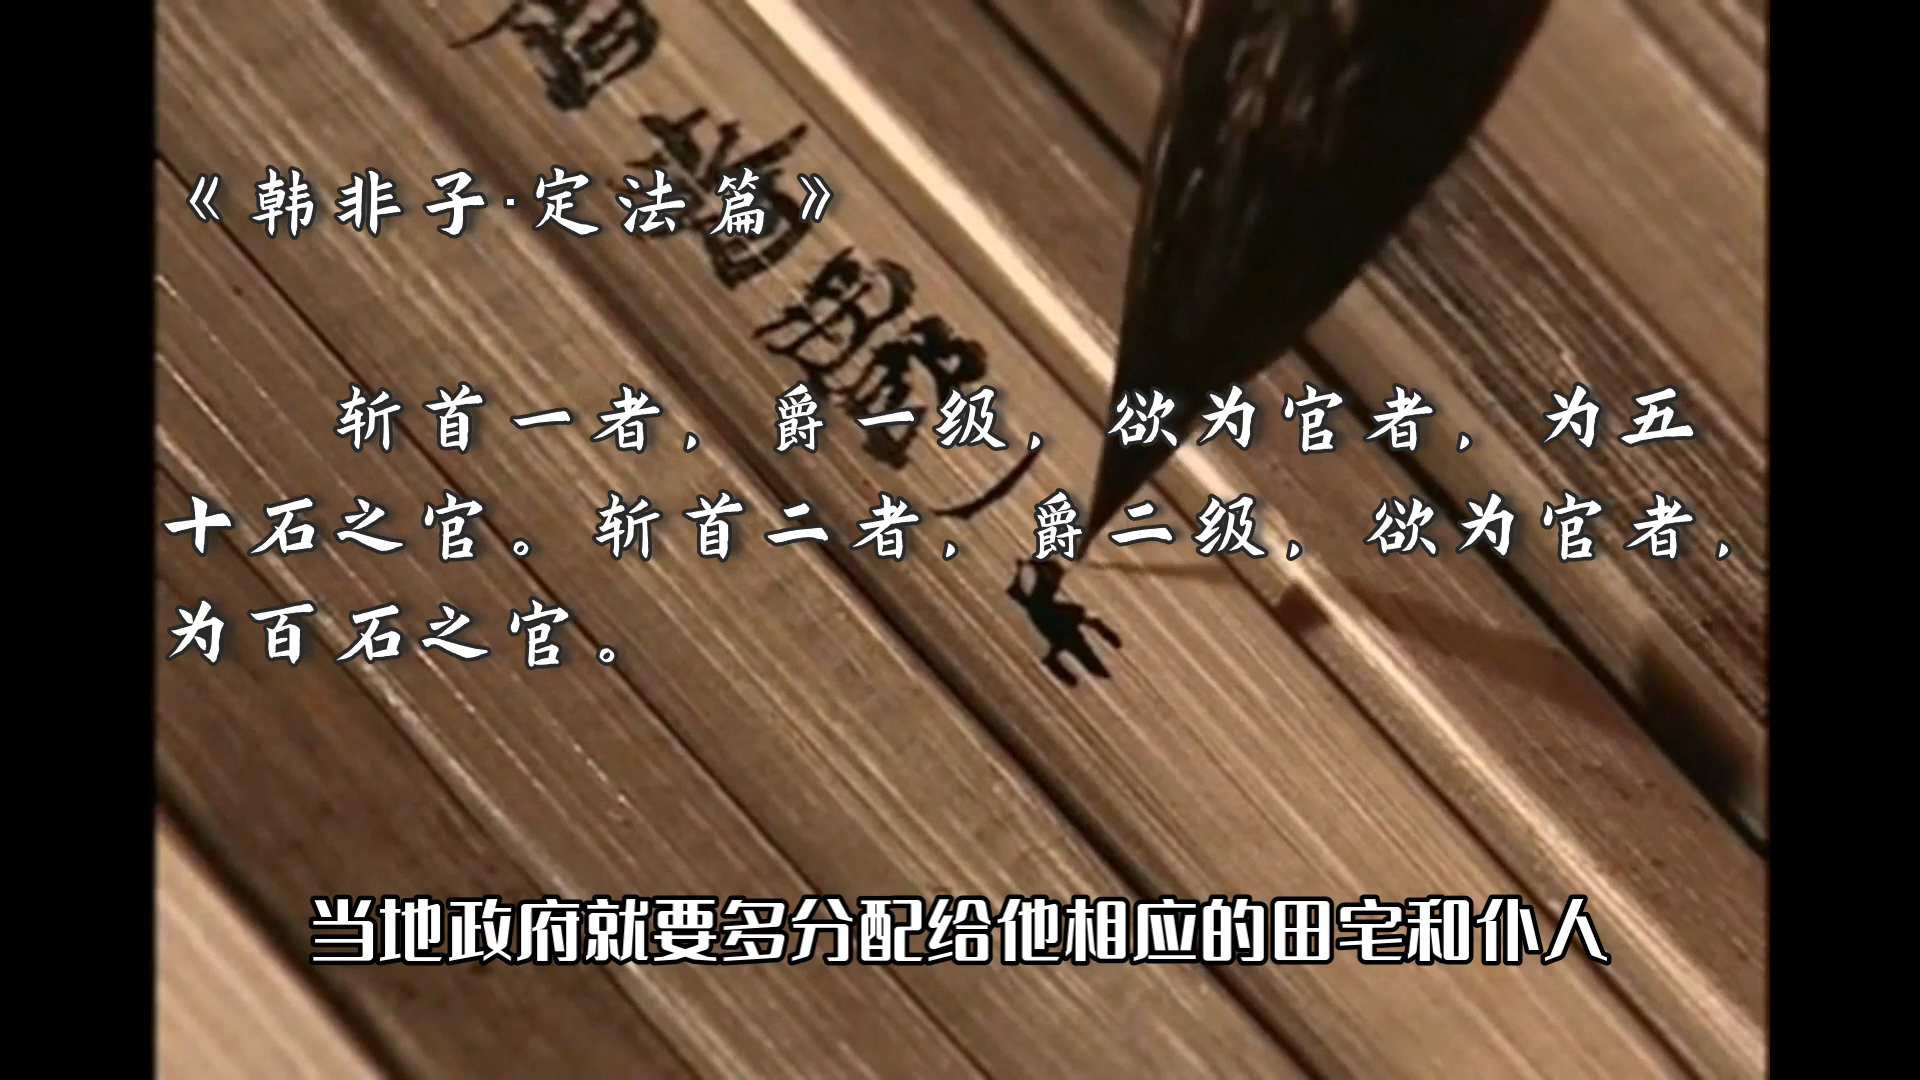 《韩非子·定法篇》
斩首一者，爵一级，欲为官者，为五
十石之官。斩首二者，爵二级，欲为官者，
为百石之官。
当地政府就要多分配给他相应的田宅和仆人